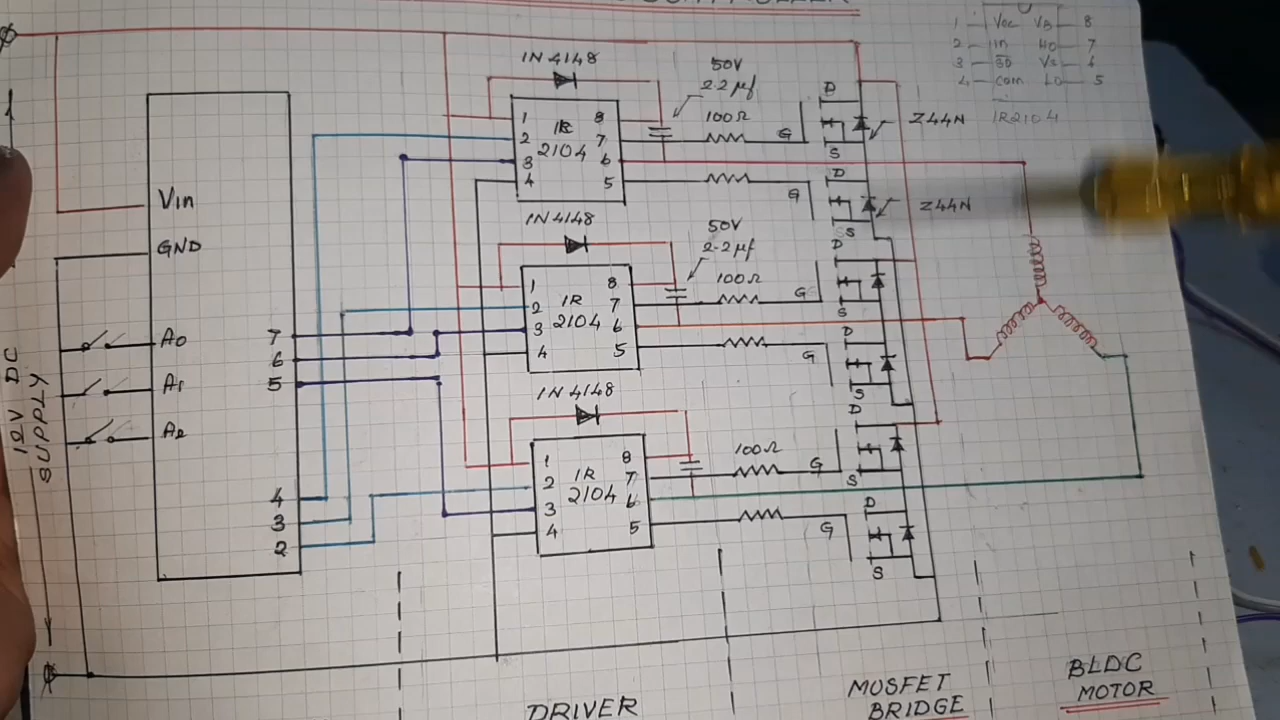 1 Vcc VB 8
2 in HO 7
3 SD VS 6
4 com LO 5
IR2104
12V DC
SUPPLY
Vin
GND
A0
A1
A2
7
6
5
4
3
2
1N4148
50V
2.2µf
100Ω
1 8
2 IR 7
3 2104 6
4 5
D
G
S
Z44N
D
G
S
Z44N
1N4148
50V
2.2µf
100Ω
1 8
2 IR 7
3 2104 6
4 5
D
G
S
D
G
S
1N4148
100Ω
1 8
2 IR 7
3 2104 6
4 5
D
G
S
D
G
S
DRIVER
MOSFET
BRIDGE
BLDC
MOTOR